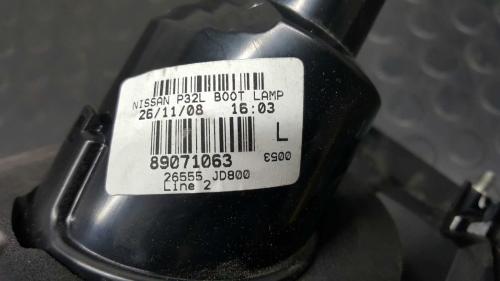 NISSAN P32L BOOT LAMP
26/11/08 16:03
L
89071063
0053
26555 JD800
Line 2